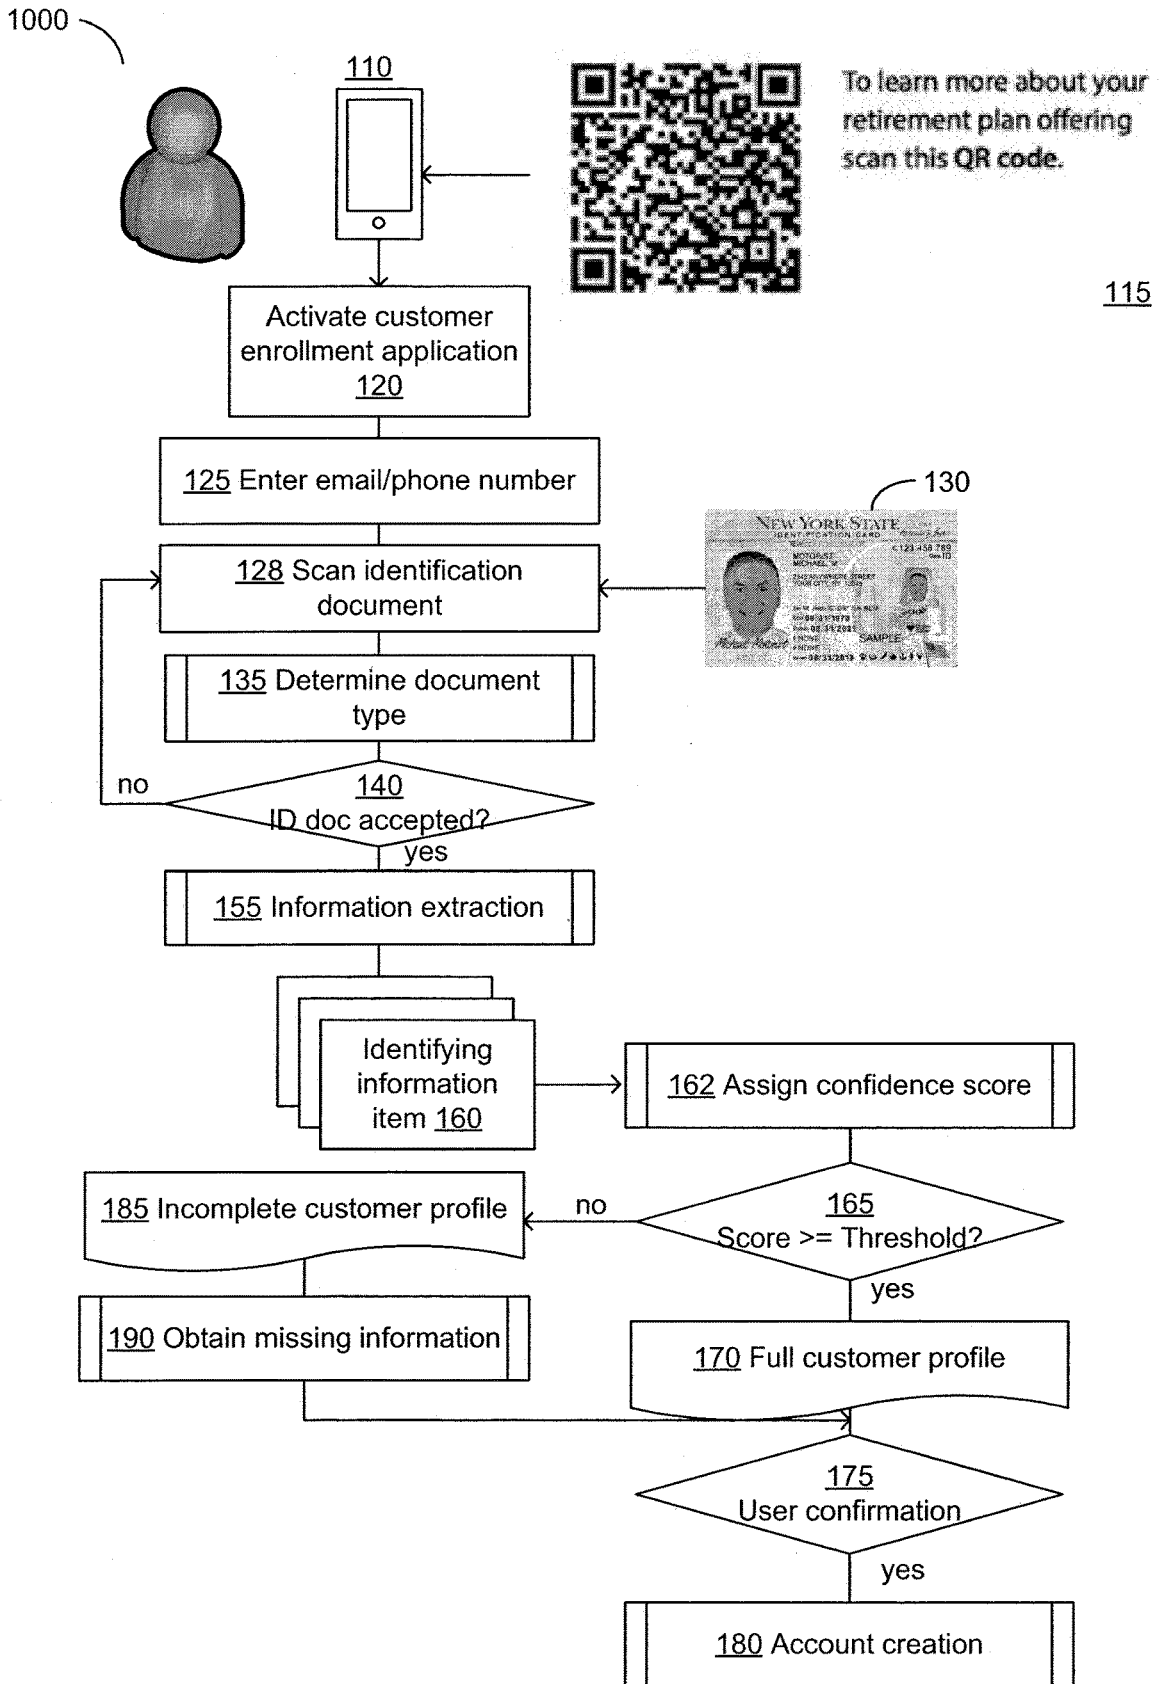 1000
110
To learn more about your
retirement plan offering
scan this QR code.
115
Activate customer
enrollment application
120
125 Enter email/phone number
130
NEW YORK STATE
IDENTIFICATION CARD
MOTORIST
MICHAEL, M
SAMPLE
128 Scan identification
document
135 Determine document
type
no
140
ID doc accepted?
yes
155 Information extraction
Identifying
information
item 160
162 Assign confidence score
185 Incomplete customer profile
no
165
Score >= Threshold?
yes
190 Obtain missing information
170 Full customer profile
175
User confirmation
yes
180 Account creation